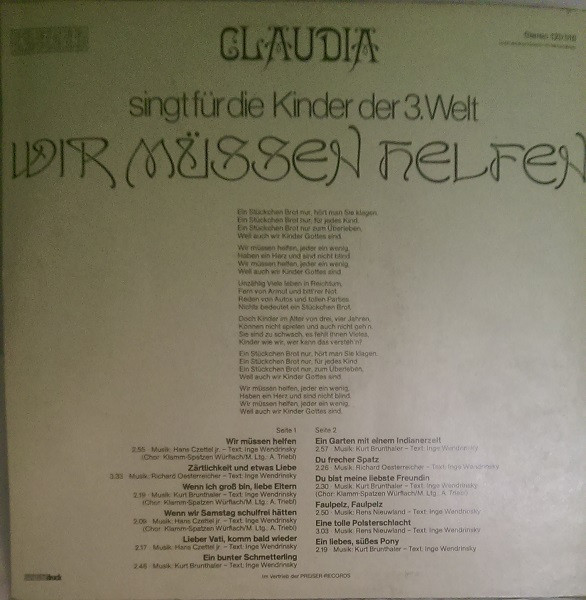 CLAUDIA
Stereo 120 518
singt für die Kinder der 3. Welt
WIR MÜSSEN HELFEN
Ein Stückchen Brot nur, hört man Sie klagen.
Ein Stückchen Brot nur, für jedes Kind.
Ein Stückchen Brot nur zum Überleben,
Weil auch wir Kinder Gottes sind.
Wir müssen helfen, jeder ein wenig,
Haben ein Herz und sind nicht blind.
Wir müssen helfen, jeder ein wenig,
Weil auch wir Kinder Gottes sind.
Unzählig Viele leben in Reichtum,
Fern von Armut und bitt'rer Not.
Reden von Autos und tollen Parties.
Nichts bedeutet ein Stückchen Brot.
Doch Kinder im Alter von drei, vier Jahren,
Können nicht spielen und auch nicht geh'n.
Sie sind zu schwach, es fehlt Ihnen Vieles,
Kinder wie wir, wer kann das versteh'n?
Ein Stückchen Brot nur, hört man Sie klagen.
Ein Stückchen Brot nur, für jedes Kind.
Ein Stückchen Brot nur, zum Überleben,
Weil auch wir Kinder Gottes sind.
Wir müssen helfen, jeder ein wenig,
Haben ein Herz und sind nicht blind.
Wir müssen helfen, jeder ein wenig,
Weil auch wir Kinder Gottes sind.
Seite 1
Wir müssen helfen
2.55 Musik: Hans Czettel jr. – Text: Inge Wendrinsky
(Chor: Klamm-Spatzen Würflach/M. Ltg.: A. Triebl)
Zärtlichkeit und etwas Liebe
3.33 Musik: Richard Oesterreicher – Text: Inge Wendrinsky
Wenn ich groß bin, liebe Eltern
2.19 Musik: Kurt Brunthaler – Text: Inge Wendrinsky
(Chor: Klamm-Spatzen Würflach/M. Ltg.: A. Triebl)
Wenn wir Samstag schulfrei hätten
2.09 Musik: Hans Czettel jr. – Text: Inge Wendrinsky
(Chor: Klamm-Spatzen Würflach/M. Ltg.: A. Triebl)
Lieber Vati, komm bald wieder
2.17 Musik: Hans Czettel jr. – Text: Inge Wendrinsky
Ein bunter Schmetterling
2.48 Musik: Kurt Brunthaler – Text: Inge Wendrinsky
Seite 2
Ein Garten mit einem Indianerzelt
2.57 Musik: Kurt Brunthaler – Text: Inge Wendrinsky
Du frecher Spatz
2.26 Musik: Richard Oesterreicher – Text: Inge Wendrinsky
Du bist meine liebste Freundin
2.30 Musik: Kurt Brunthaler – Text: Inge Wendrinsky
(Chor: Klamm-Spatzen Würflach/M. Ltg.: A. Triebl)
Faulpelz, Faulpelz
2.50 Musik: Rens Nieuwland – Text: Inge Wendrinsky
Eine tolle Polsterschlacht
3.03 Musik: Rens Nieuwland – Text: Inge Wendrinsky
Ein liebes, süßes Pony
2.19 Musik: Kurt Brunthaler – Text: Inge Wendrinsky
Im Vertrieb der PREISER-RECORDS